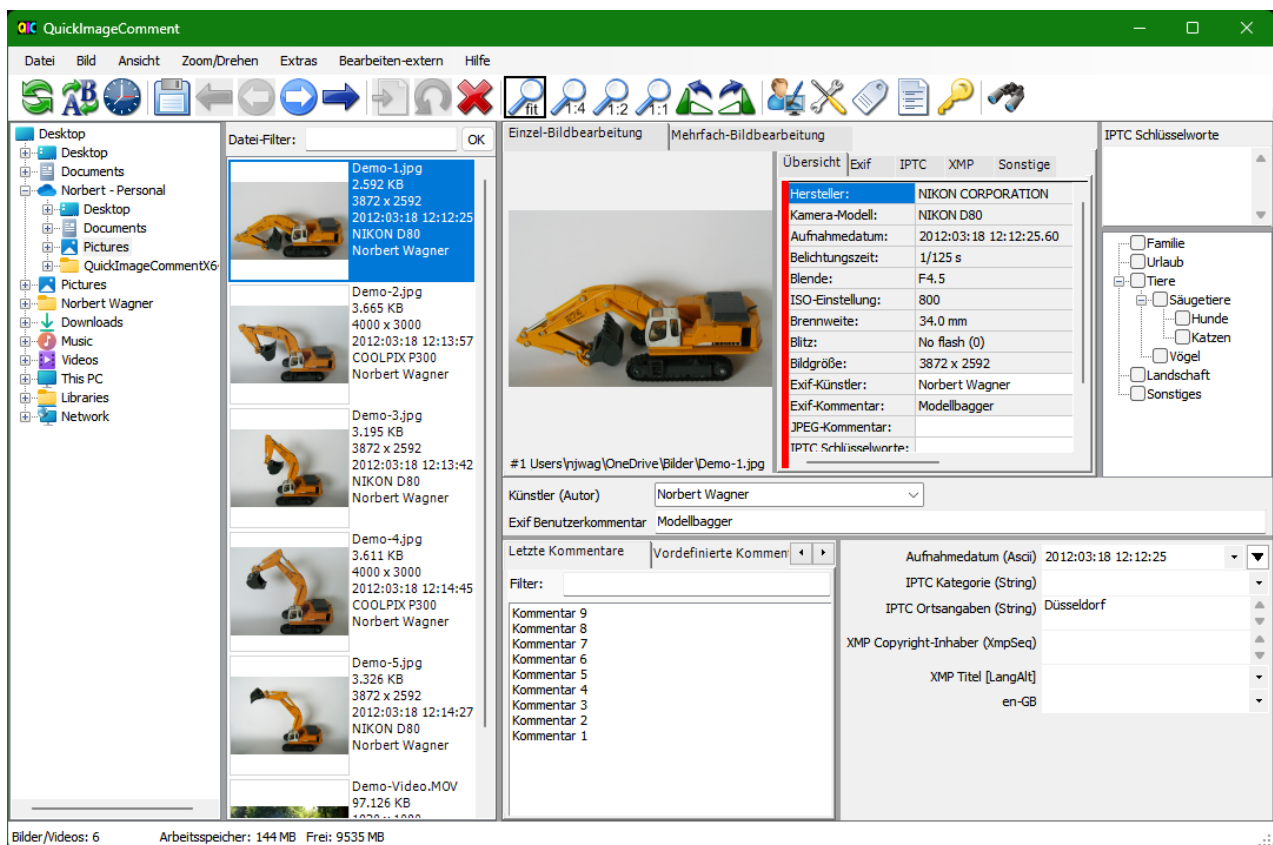 QuickImageComment
Datei Bild Ansicht Zoom/Drehen Extras Bearbeiten-extern Hilfe
fit 1:4 1:2 1:1
Desktop
Desktop
Documents
Norbert - Personal
Desktop
Documents
Pictures
QuickImageCommentX6
Pictures
Norbert Wagner
Downloads
Music
Videos
This PC
Libraries
Network
Datei-Filter: OK
Demo-1.jpg
2.592 KB
3872 x 2592
2012:03:18 12:12:25
NIKON D80
Norbert Wagner
Demo-2.jpg
3.665 KB
4000 x 3000
2012:03:18 12:13:57
COOLPIX P300
Norbert Wagner
Demo-3.jpg
3.195 KB
3872 x 2592
2012:03:18 12:13:42
NIKON D80
Norbert Wagner
Demo-4.jpg
3.611 KB
4000 x 3000
2012:03:18 12:14:45
COOLPIX P300
Norbert Wagner
Demo-5.jpg
3.326 KB
3872 x 2592
2012:03:18 12:14:27
NIKON D80
Norbert Wagner
Demo-Video.MOV
97.126 KB
Einzel-Bildbearbeitung Mehrfach-Bildbearbeitung
#1 Users\njwag\OneDrive\Bilder\Demo-1.jpg
Übersicht Exif IPTC XMP Sonstige
Hersteller: NIKON CORPORATION
Kamera-Modell: NIKON D80
Aufnahmedatum: 2012:03:18 12:12:25.60
Belichtungszeit: 1/125 s
Blende: F4.5
ISO-Einstellung: 800
Brennweite: 34.0 mm
Blitz: No flash (0)
Bildgröße: 3872 x 2592
Exif-Künstler: Norbert Wagner
Exif-Kommentar: Modellbagger
JPEG-Kommentar:
IPTC Schlüsselworte:
IPTC Schlüsselworte
Familie
Urlaub
Tiere
Säugetiere
Hunde
Katzen
Vögel
Landschaft
Sonstiges
Künstler (Autor) Norbert Wagner
Exif Benutzerkommentar Modellbagger
Letzte Kommentare Vordefinierte Kommen
Filter:
Kommentar 9
Kommentar 8
Kommentar 7
Kommentar 6
Kommentar 5
Kommentar 4
Kommentar 3
Kommentar 2
Kommentar 1
Aufnahmedatum (Ascii) 2012:03:18 12:12:25
IPTC Kategorie (String)
IPTC Ortsangaben (String) Düsseldorf
XMP Copyright-Inhaber (XmpSeq)
XMP Titel [LangAlt]
en-GB
Bilder/Videos: 6 Arbeitsspeicher: 144 MB Frei: 9535 MB